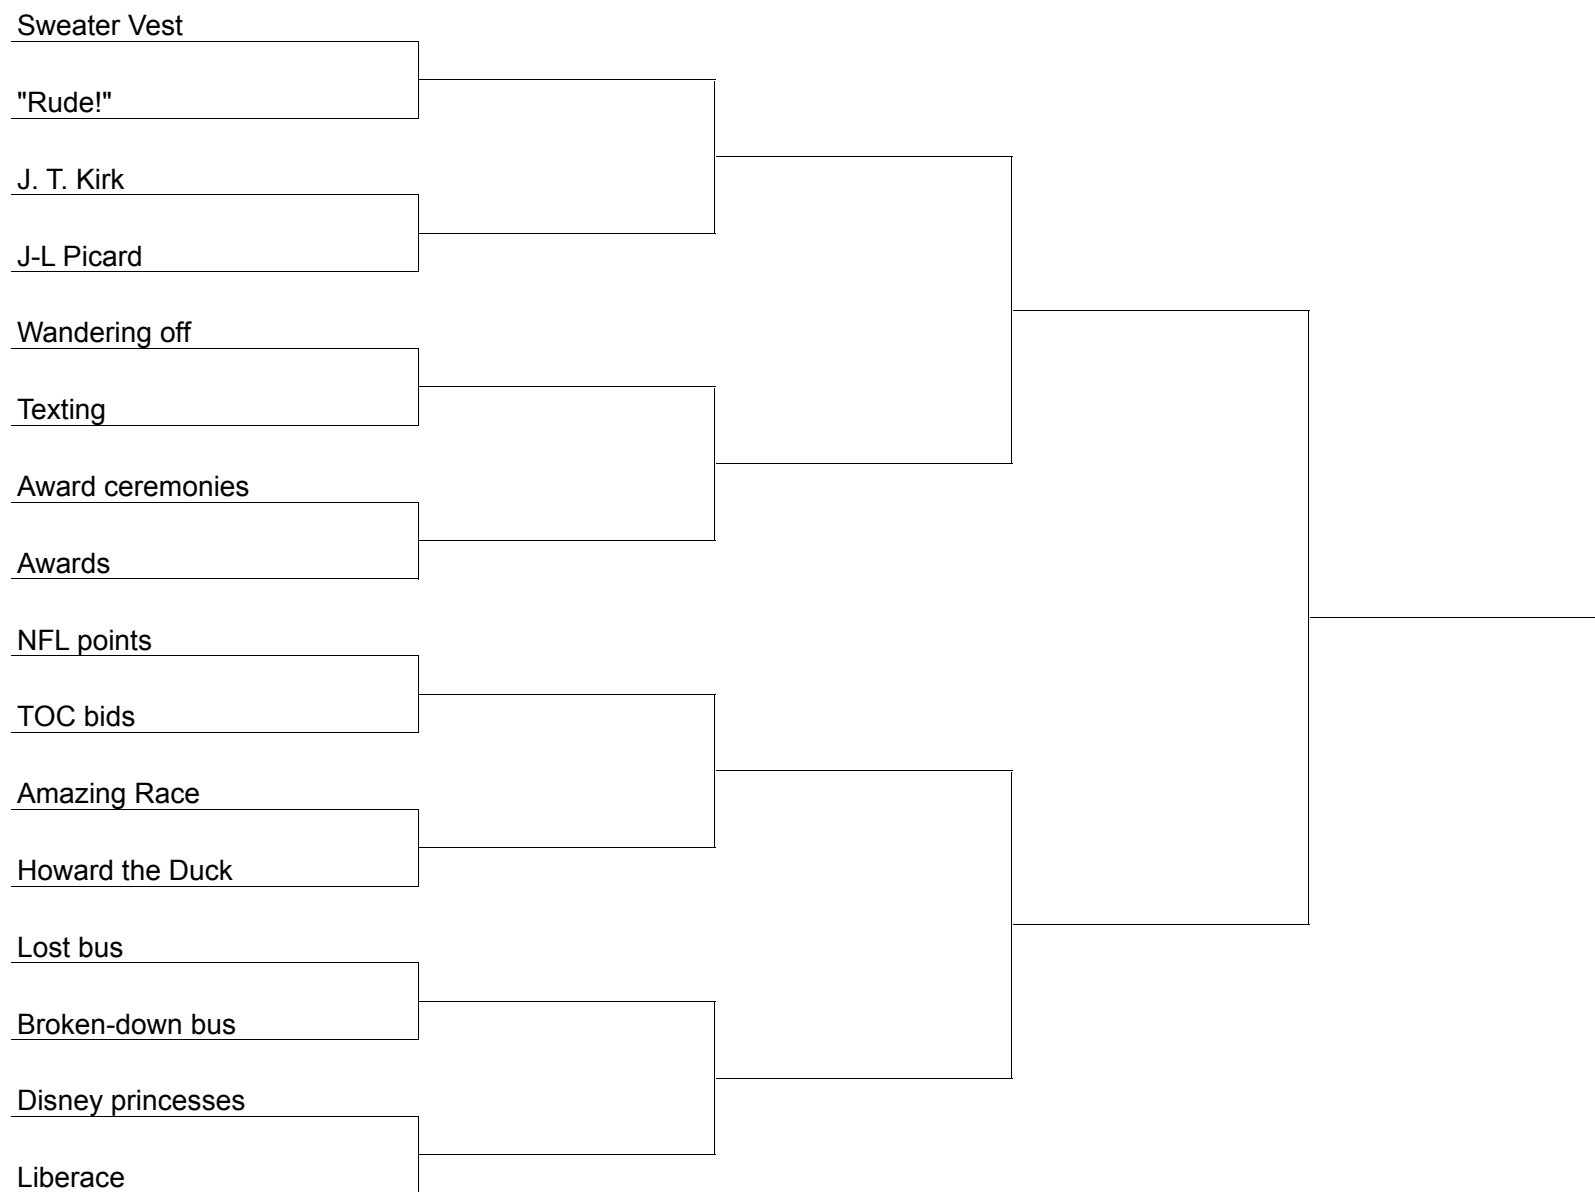 Sweater Vest
"Rude!"
J. T. Kirk
J-L Picard
Wandering off
Texting
Award ceremonies
Awards
NFL points
TOC bids
Amazing Race
Howard the Duck
Lost bus
Broken-down bus
Disney princesses
Liberace